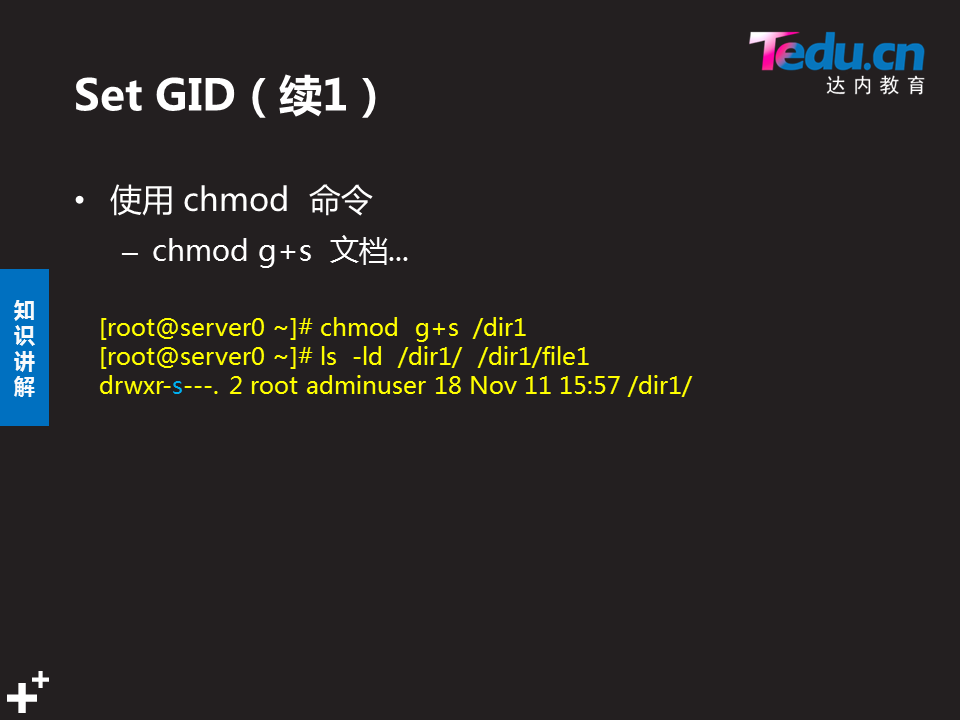 Tedu.cn
达内教育
Set GID（续1）
• 使用 chmod 命令
– chmod g+s 文档...
知识讲解
[root@server0 ~]# chmod g+s /dir1
[root@server0 ~]# ls -ld /dir1/ /dir1/file1
drwxr-s---. 2 root adminuser 18 Nov 11 15:57 /dir1/